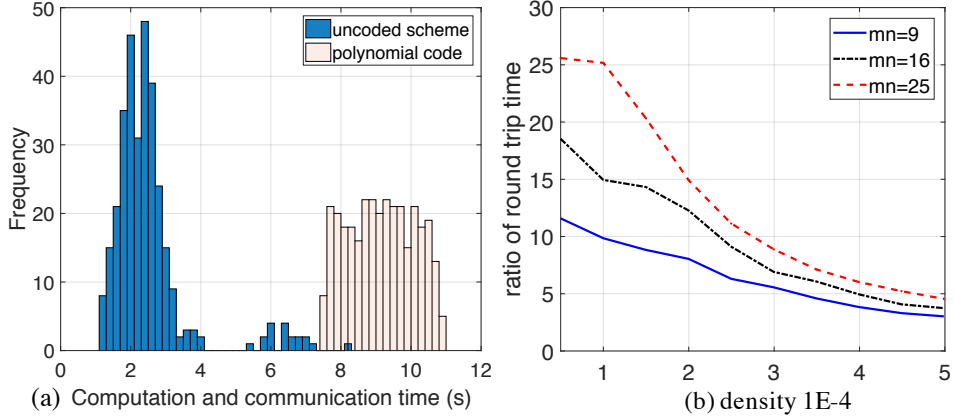 50
40
30
20
10
0
Frequency
uncoded scheme
polynomial code
0 2 4 6 8 10 12
(a) Computation and communication time (s)
30
25
20
15
10
5
0
ratio of round trip time
mn=9
mn=16
mn=25
1 2 3 4 5
(b) density 1E-4